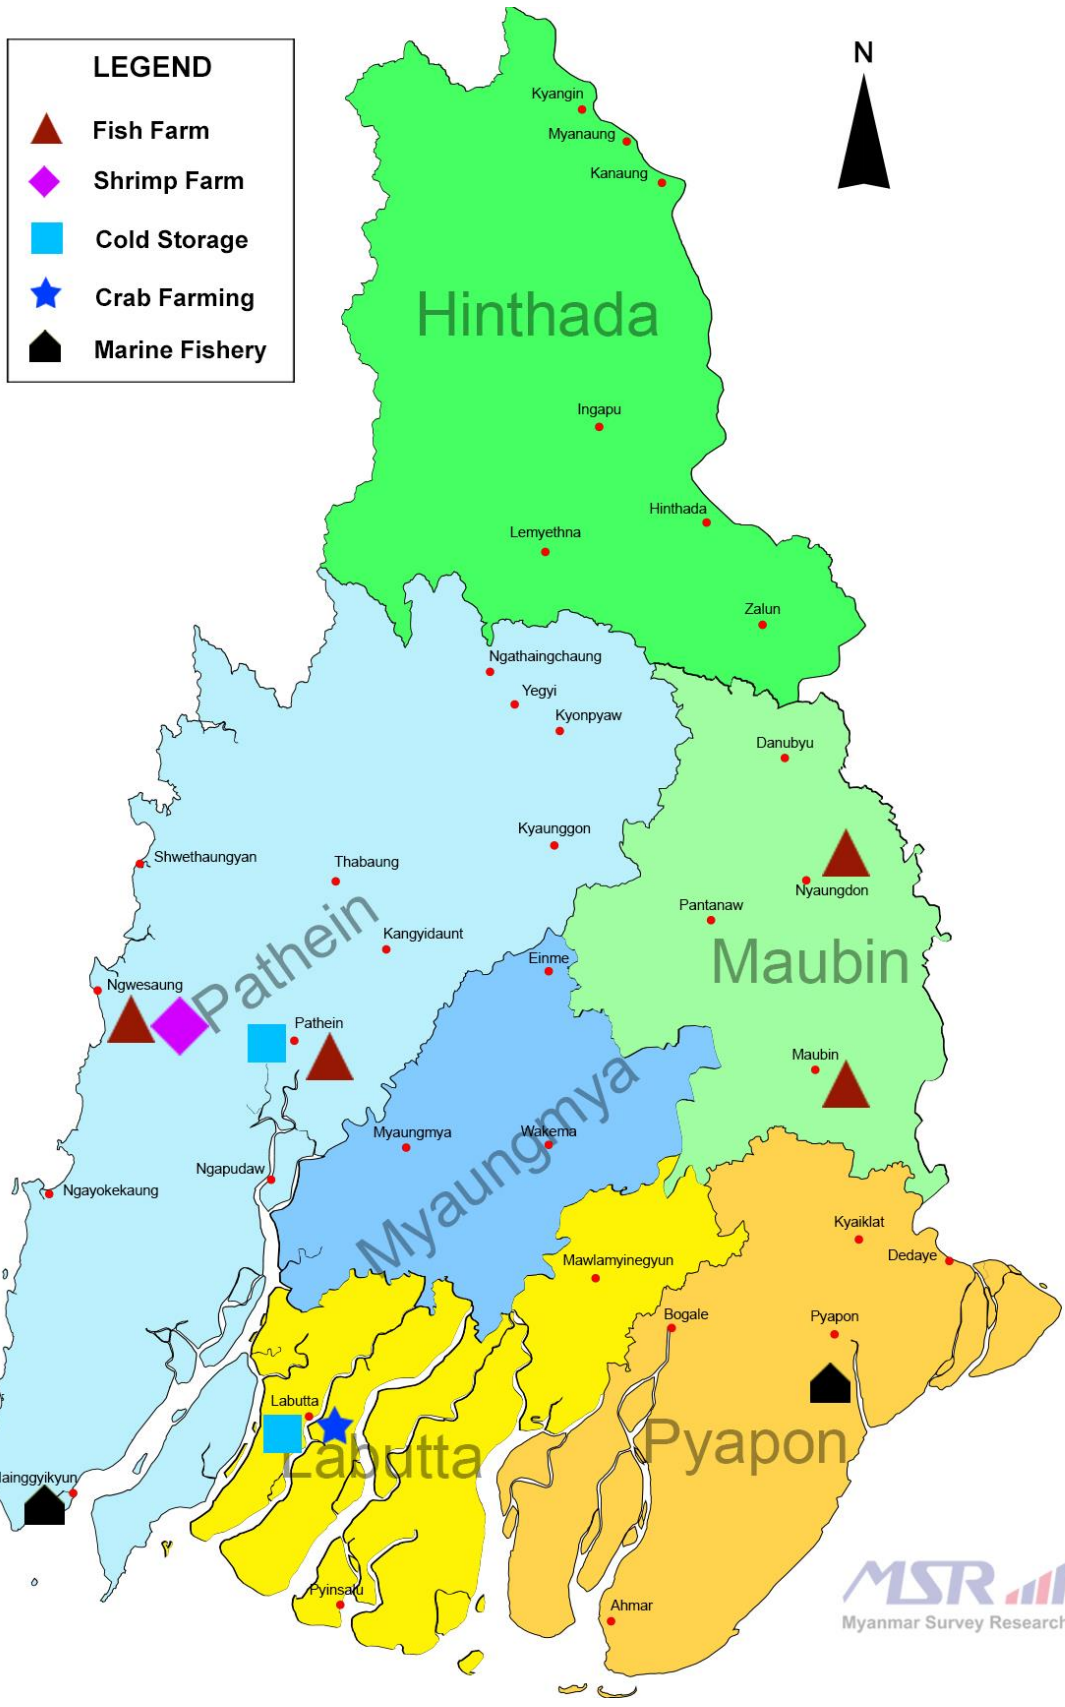 LEGEND
Fish Farm
Shrimp Farm
Cold Storage
Crab Farming
Marine Fishery
N
Kyangin
Myanaung
Kanaung
Hinthada
Ingapu
Hinthada
Lemyethna
Zalun
Ngathaingchaung
Yegyi
Kyonpyaw
Danubyu
Kyaunggon
Shwethaungyan
Thabaung
Nyaungdon
Pantanaw
Pathein
Kangyidaunt
Maubin
Einme
Ngwesaung
Pathein
Maubin
Myaungmya
Myaungmya
Wakema
Ngapudaw
Ngayokekaung
Kyaiklat
Dedaye
Mawlamyinegyun
Bogale
Pyapon
Labutta
Labutta
Pyapon
ainggyikyun
Pyinsalu
Ahmar
MSR
Myanmar Survey Research